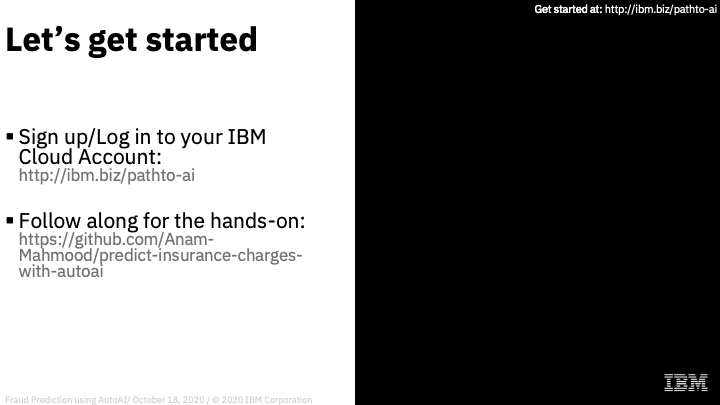 Get started at: http://ibm.biz/pathto-ai
Let’s get started
▪ Sign up/Log in to your IBM
Cloud Account:
http://ibm.biz/pathto-ai
▪ Follow along for the hands-on:
https://github.com/Anam-
Mahmood/predict-insurance-charges-
with-autoai
Fraud Prediction using AutoAI/ October 18, 2020 / © 2020 IBM Corporation
IBM